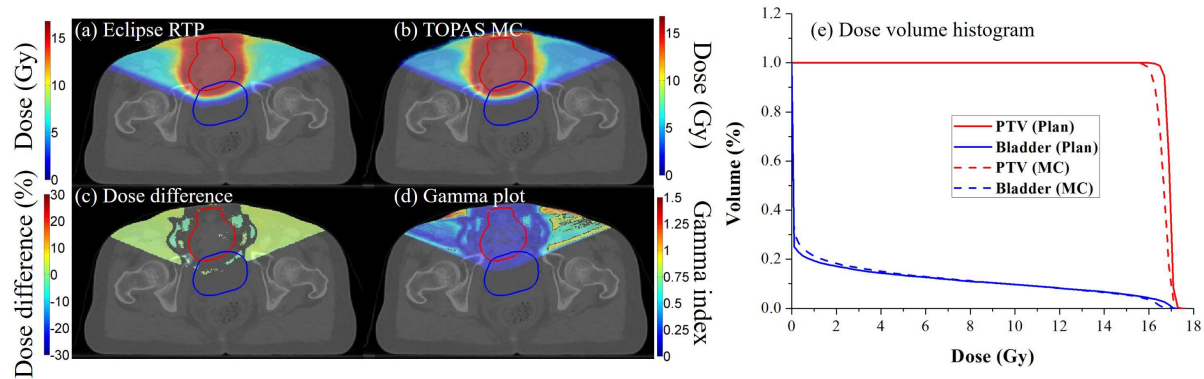 (a) Eclipse RTP
(b) TOPAS MC
Dose (Gy)
15
10
5
0
Dose (Gy)
15
10
5
0
(c) Dose difference
(d) Gamma plot
Dose difference (%)
30
20
10
0
-10
-20
-30
Gamma index
1.5
1.25
1
0.75
0.5
0.25
0
(e) Dose volume histogram
Volume (%)
1.2
1.0
0.8
0.6
0.4
0.2
0.0
PTV (Plan)
Bladder (Plan)
PTV (MC)
Bladder (MC)
0 2 4 6 8 10 12 14 16 18
Dose (Gy)